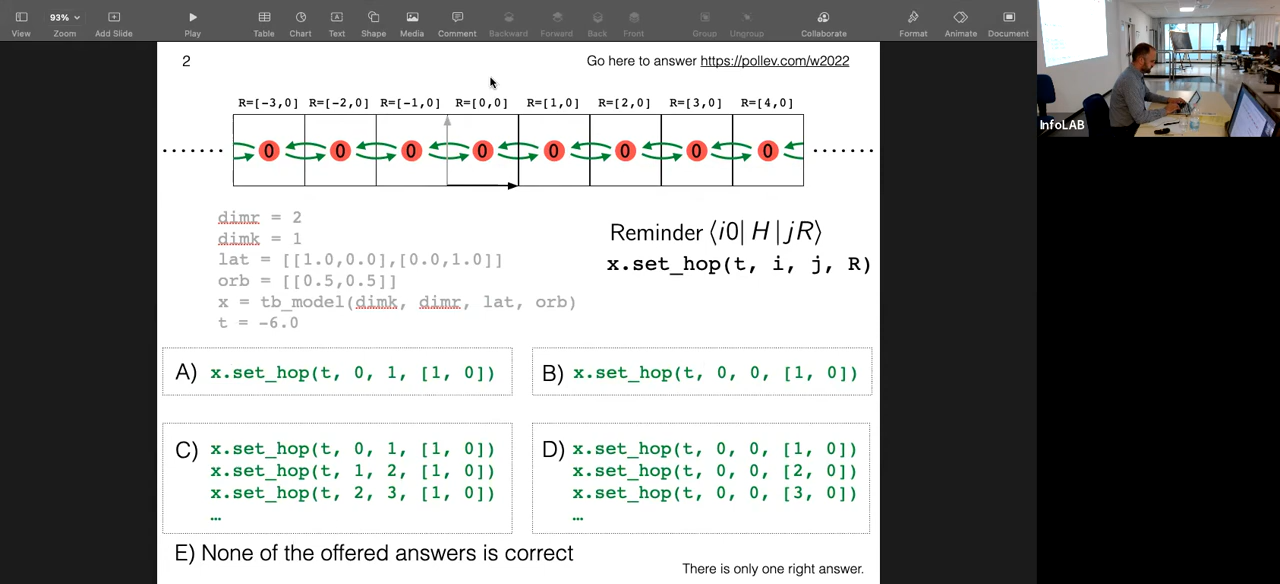 93%
View Zoom Add Slide Play Table Chart Text Shape Media Comment Backward Forward Back Front Group Ungroup Collaborate Format Animate Document
2
Go here to answer https://pollev.com/w2022
R=[-3,0] R=[-2,0] R=[-1,0] R=[0,0] R=[1,0] R=[2,0] R=[3,0] R=[4,0]
0 0 0 0 0 0 0 0
InfoLAB
dimr = 2
dimk = 1
lat = [[1.0,0.0],[0.0,1.0]]
orb = [[0.5,0.5]]
x = tb_model(dimk, dimr, lat, orb)
t = -6.0
Reminder ⟨i0| H |jR⟩
x.set_hop(t, i, j, R)
A) x.set_hop(t, 0, 1, [1, 0])
B) x.set_hop(t, 0, 0, [1, 0])
C) x.set_hop(t, 0, 1, [1, 0])
x.set_hop(t, 1, 2, [1, 0])
x.set_hop(t, 2, 3, [1, 0])
…
D) x.set_hop(t, 0, 0, [1, 0])
x.set_hop(t, 0, 0, [2, 0])
x.set_hop(t, 0, 0, [3, 0])
…
E) None of the offered answers is correct
There is only one right answer.